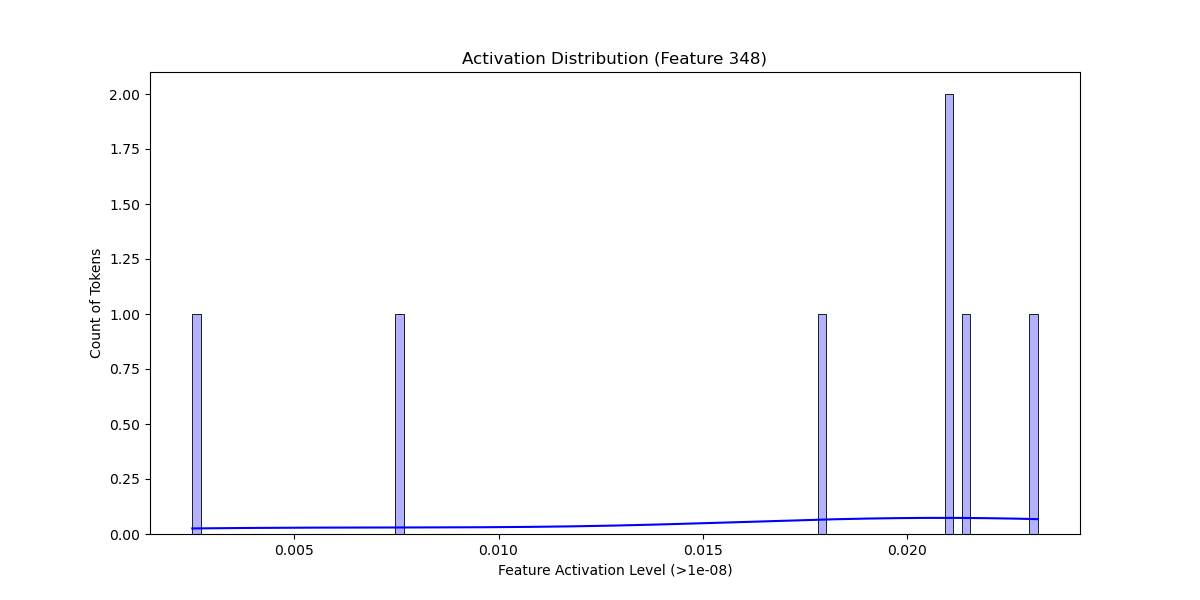 Activation Distribution (Feature 348)
2.00
1.75
1.50
1.25
1.00
0.75
0.50
0.25
0.00
Count of Tokens
0.005 0.010 0.015 0.020
Feature Activation Level (>1e-08)